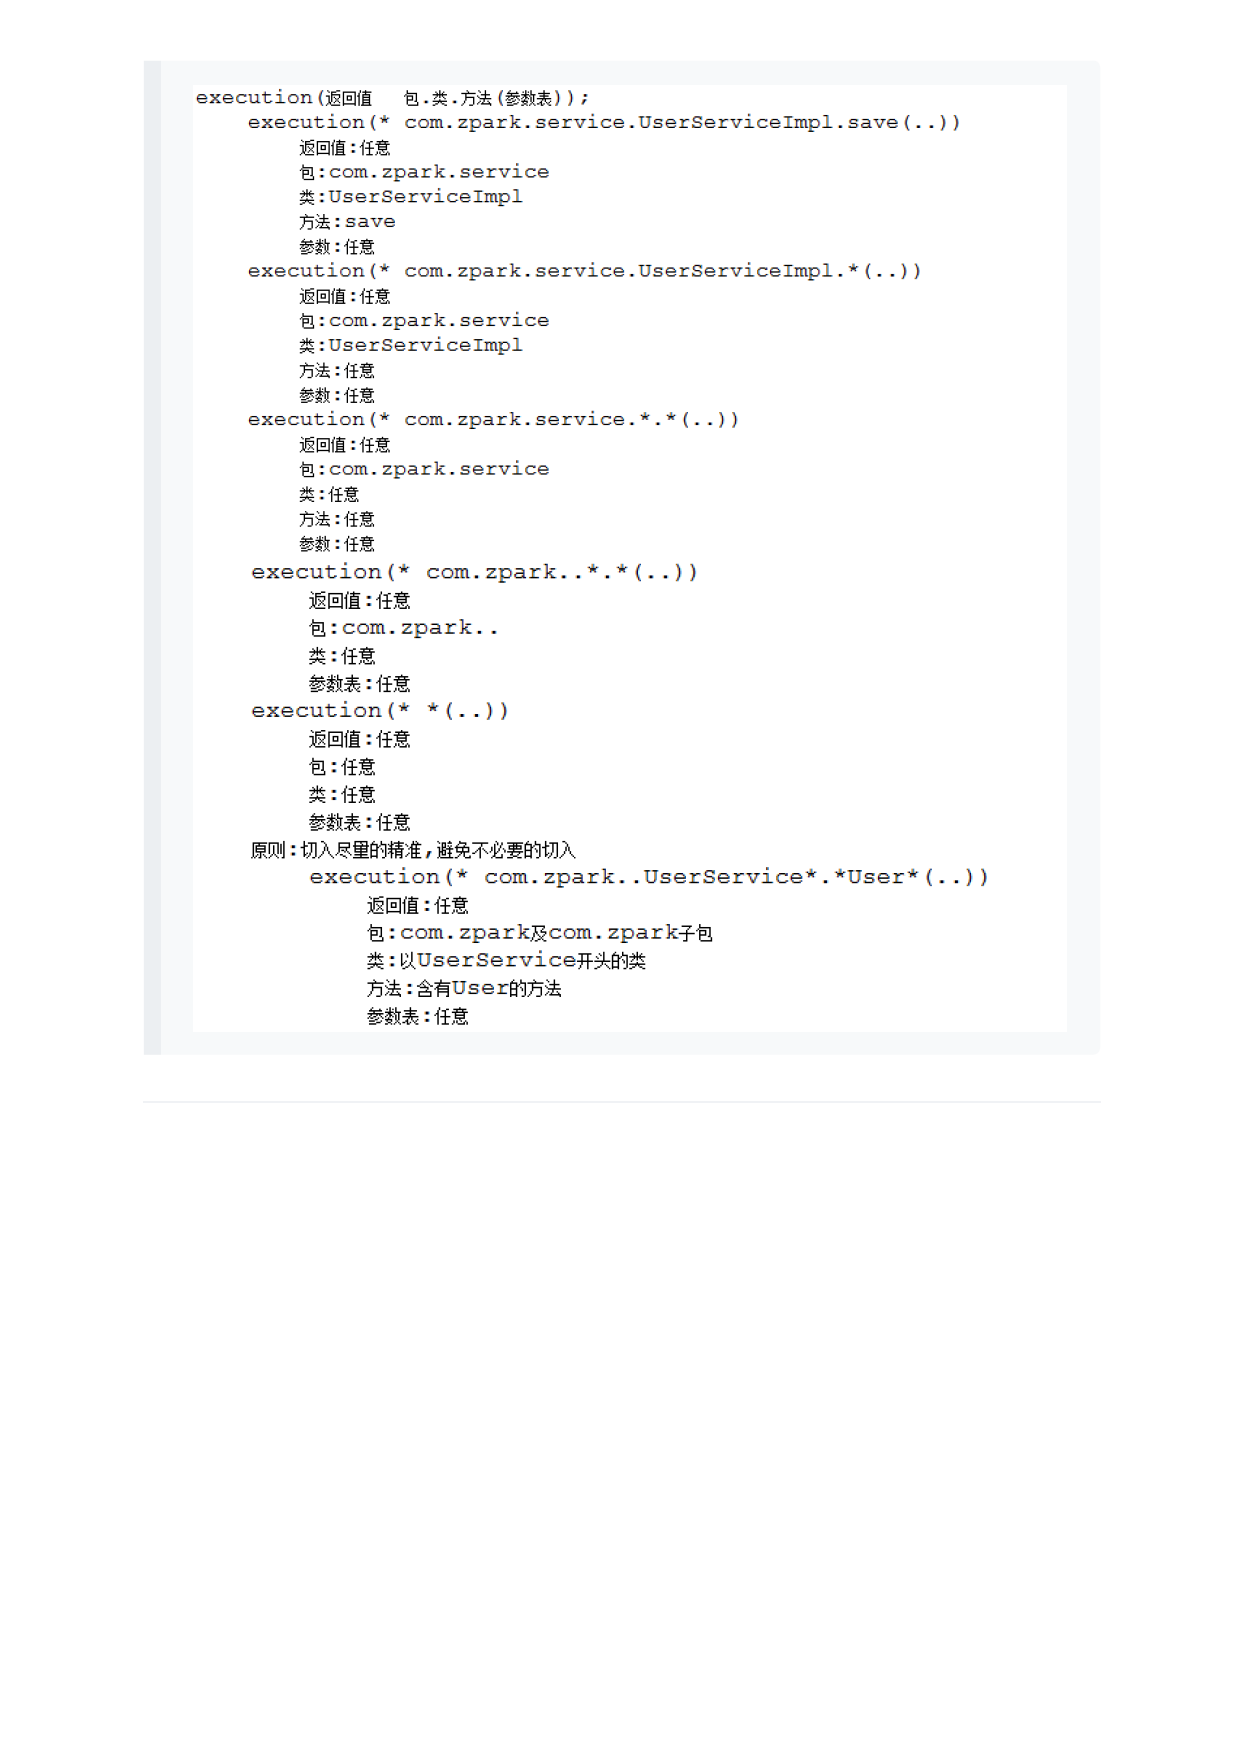 execution(返回值 包.类.方法(参数表));
execution(* com.zpark.service.UserServiceImpl.save(..))
返回值:任意
包:com.zpark.service
类:UserServiceImpl
方法:save
参数:任意
execution(* com.zpark.service.UserServiceImpl.*(..))
返回值:任意
包:com.zpark.service
类:UserServiceImpl
方法:任意
参数:任意
execution(* com.zpark.service.*.*(..))
返回值:任意
包:com.zpark.service
类:任意
方法:任意
参数:任意
execution(* com.zpark..*.*(..))
返回值:任意
包:com.zpark..
类:任意
参数表:任意
execution(* *(..))
返回值:任意
包:任意
类:任意
参数表:任意
原则:切入尽量的精准,避免不必要的切入
execution(* com.zpark..UserService*.*User*(..))
返回值:任意
包:com.zpark及com.zpark子包
类:以UserService开头的类
方法:含有User的方法
参数表:任意